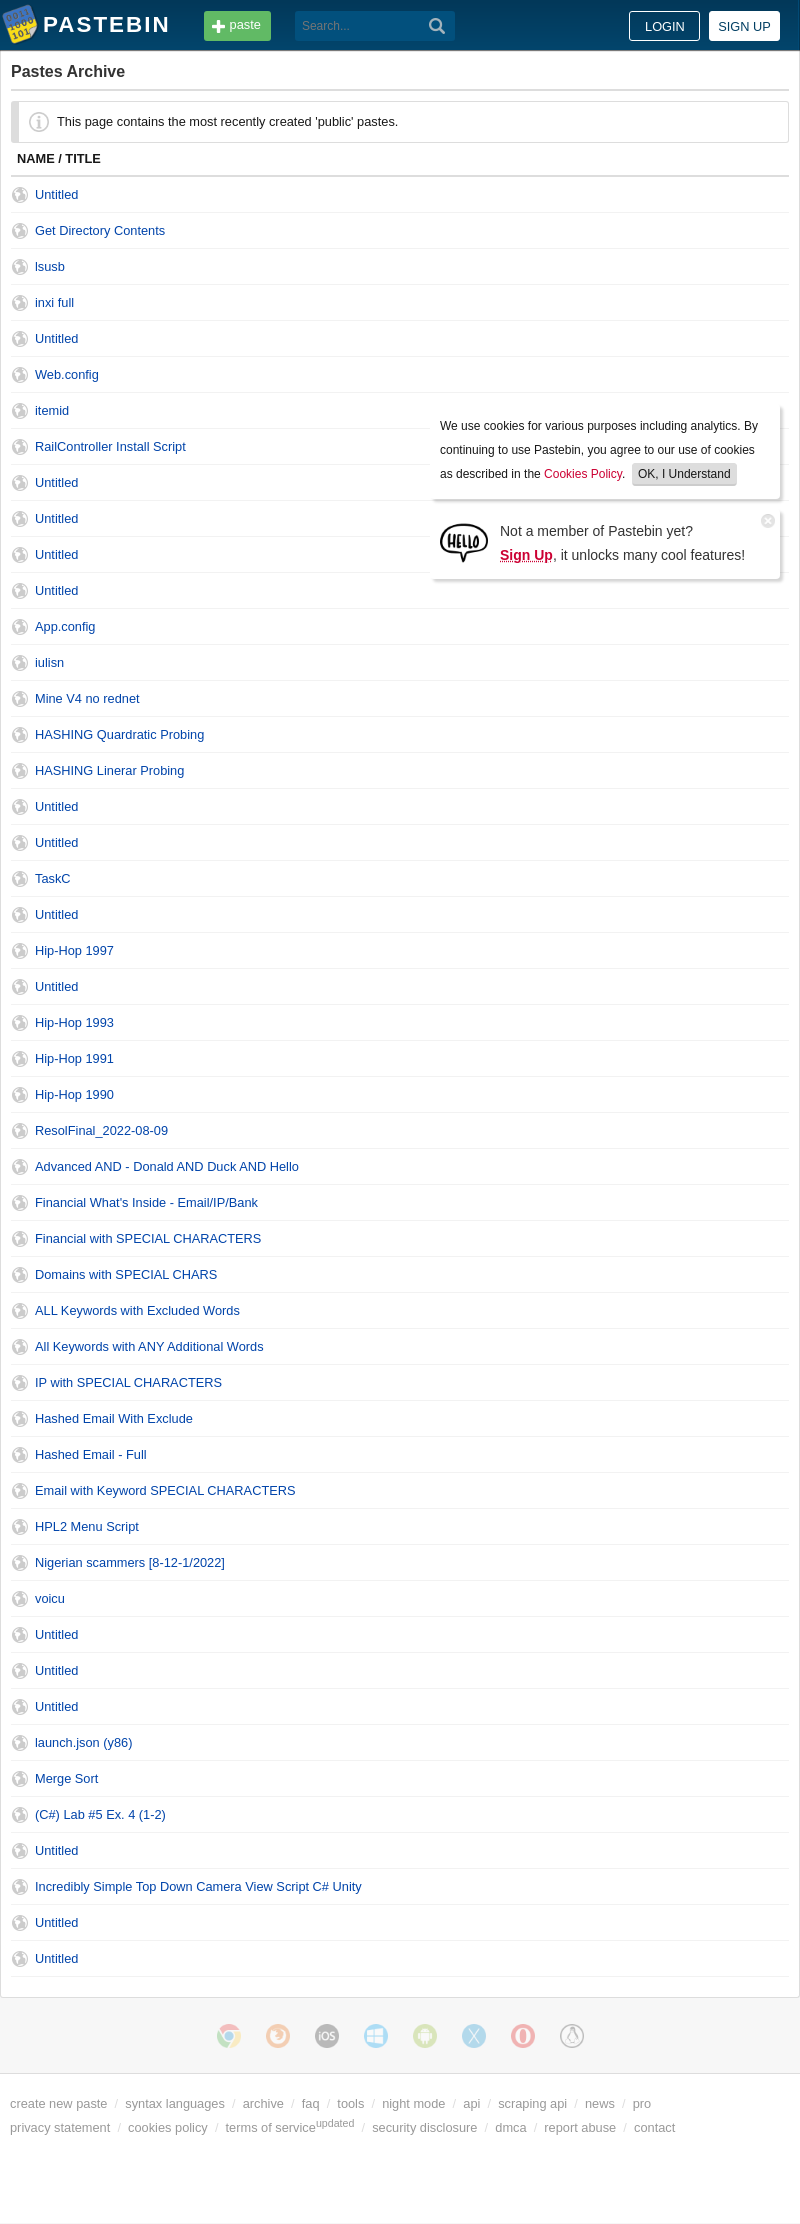 PASTEBIN
paste
Search...
LOGIN
SIGN UP
Pastes Archive
This page contains the most recently created 'public' pastes.
NAME / TITLE
Untitled
Get Directory Contents
lsusb
inxi full
Untitled
Web.config
itemid
RailController Install Script
Untitled
Untitled
Untitled
Untitled
We use cookies for various purposes including analytics. By
continuing to use Pastebin, you agree to our use of cookies
as described in the Cookies Policy. OK, I Understand
HELLO
Not a member of Pastebin yet?
Sign Up, it unlocks many cool features!
App.config
iulisn
Mine V4 no rednet
HASHING Quardratic Probing
HASHING Linerar Probing
Untitled
Untitled
TaskC
Untitled
Hip-Hop 1997
Untitled
Hip-Hop 1993
Hip-Hop 1991
Hip-Hop 1990
ResolFinal_2022-08-09
Advanced AND - Donald AND Duck AND Hello
Financial What's Inside - Email/IP/Bank
Financial with SPECIAL CHARACTERS
Domains with SPECIAL CHARS
ALL Keywords with Excluded Words
All Keywords with ANY Additional Words
IP with SPECIAL CHARACTERS
Hashed Email With Exclude
Hashed Email - Full
Email with Keyword SPECIAL CHARACTERS
HPL2 Menu Script
Nigerian scammers [8-12-1/2022]
voicu
Untitled
Untitled
Untitled
launch.json (y86)
Merge Sort
(C#) Lab #5 Ex. 4 (1-2)
Untitled
Incredibly Simple Top Down Camera View Script C# Unity
Untitled
Untitled
iOS
create new paste / syntax languages / archive / faq / tools / night mode / api / scraping api / news / pro
privacy statement / cookies policy / terms of service updated / security disclosure / dmca / report abuse / contact